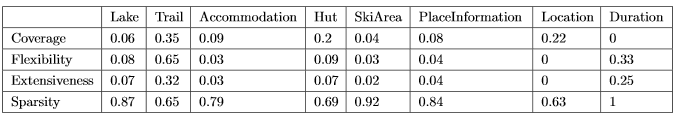 Lake Trail Accommodation Hut SkiArea PlaceInformation Location Duration
Coverage 0.06 0.35 0.09 0.2 0.04 0.08 0.22 0
Flexibility 0.08 0.65 0.03 0.09 0.03 0.04 0 0.33
Extensiveness 0.07 0.32 0.03 0.07 0.02 0.04 0 0.25
Sparsity 0.87 0.65 0.79 0.69 0.92 0.84 0.63 1